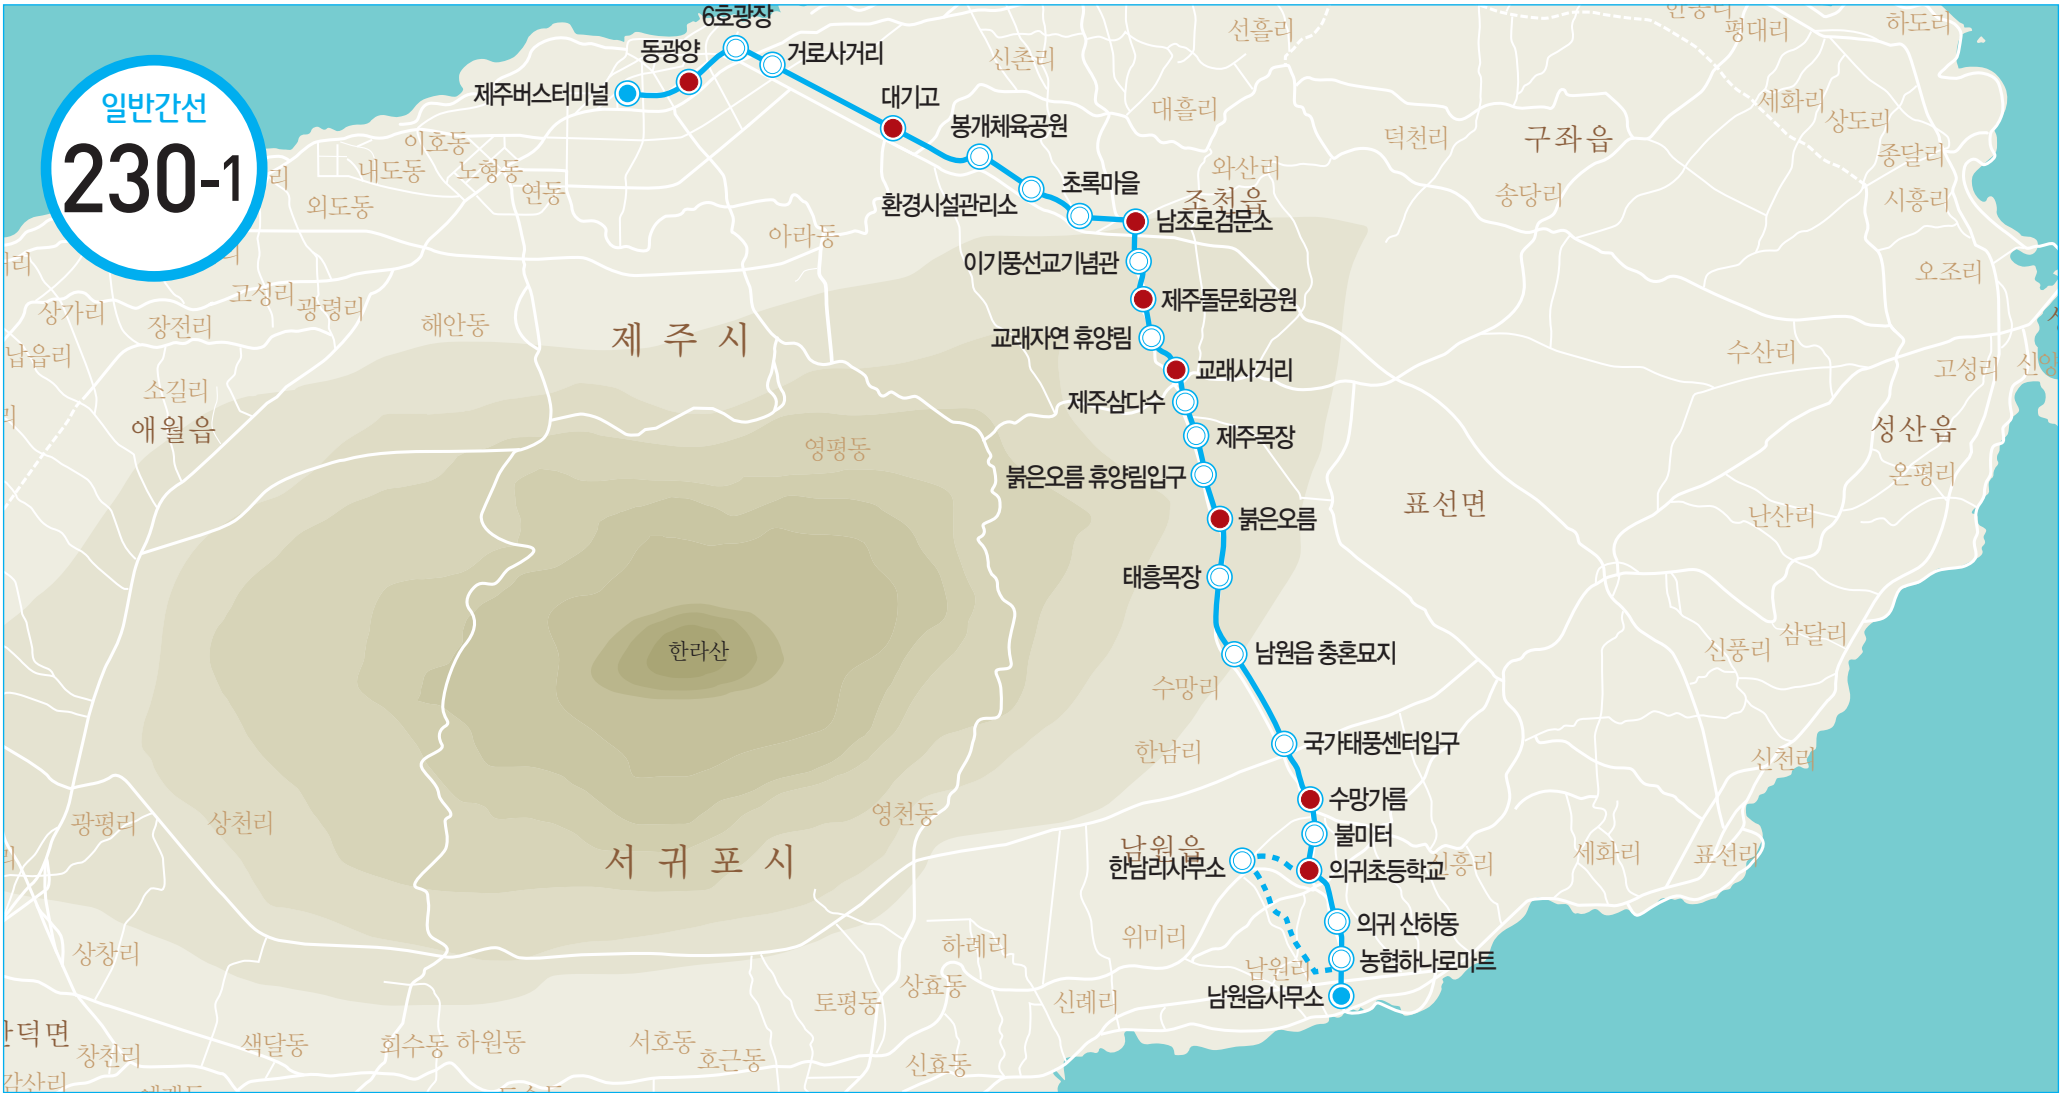 일반간선
230-1
6호광장
동광양
거로사거리
제주버스터미널
대기고
봉개체육공원
초록마을
환경시설관리소
남조로검문소
이기풍선교기념관
제주돌문화공원
교래자연 휴양림
교래사거리
제주삼다수
제주목장
붉은오름 휴양림입구
붉은오름
태흥목장
남원읍 충혼묘지
국가태풍센터입구
수망가름
불미터
한남리사무소
의귀초등학교
의귀 산하동
농협하나로마트
남원읍사무소
선흘리
평대리
하도리
신촌리
세화리
대흘리
상도리
이호동
덕천리
구좌읍
종달리
내도동
노형동
연동
와산리
송당리
시흥리
외도동
조천읍
아라동
오조리
고성리
광령리
상가리
장전리
해안동
제주시
납읍리
수산리
고성리
소길리
애월읍
성산읍
영평동
온평리
표선면
난산리
한라산
삼달리
신풍리
수망리
한남리
신천리
영천동
광평리
상천리
남원읍
서귀포시
신흥리
세화리
표선리
상창리
하례리
위미리
남원리
상효동
토평동
신례리
창천리
색달동
회수동
하원동
서호동
호근동
신효동